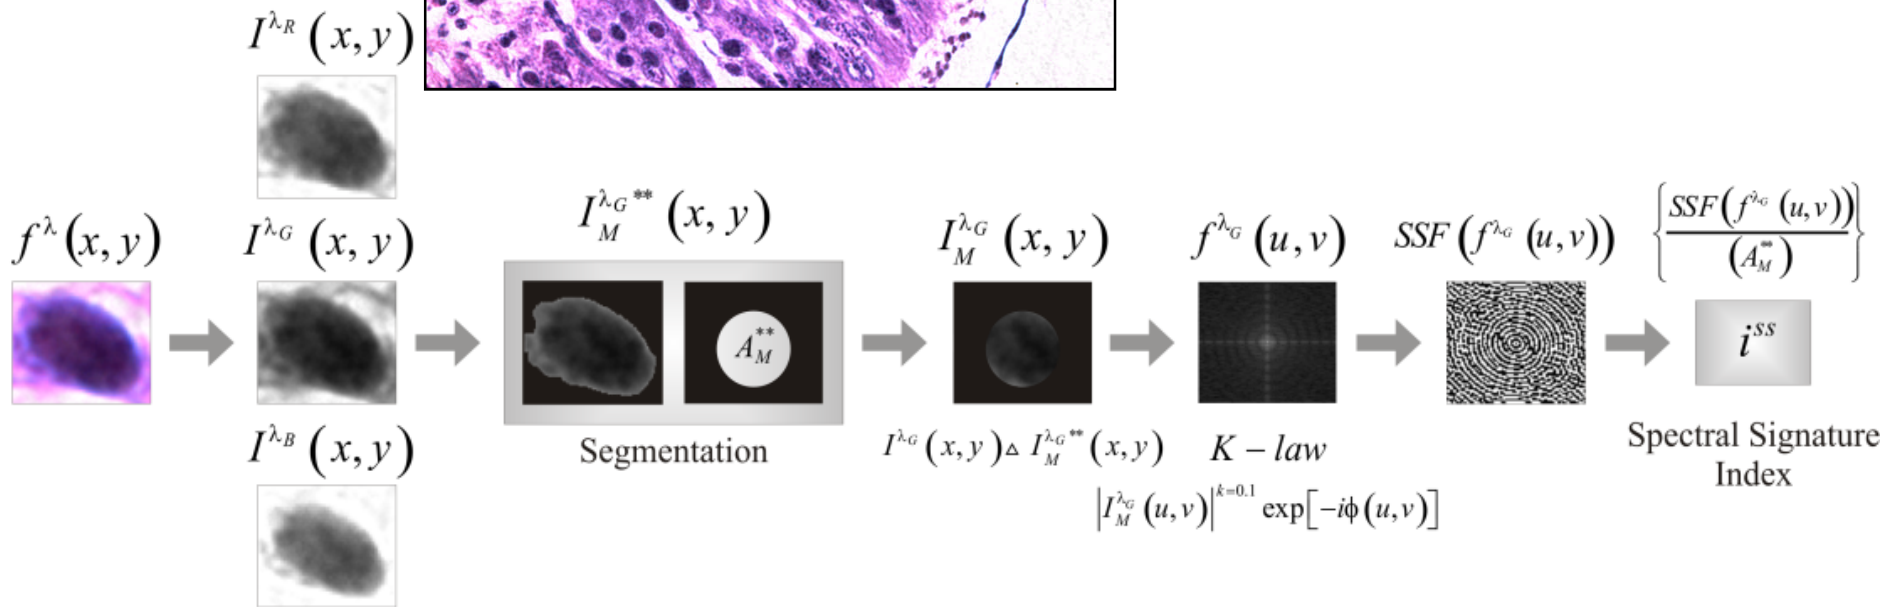 I^{λ_R} (x, y)
f^λ (x, y)
I^{λ_G} (x, y)
I^{λ_B} (x, y)
I_M^{λ_G **} (x, y)
A_M^{**}
Segmentation
I_M^{λ_G} (x, y)
I^{λ_G} (x, y) ▵ I_M^{λ_G **} (x, y)
f^{λ_G} (u, v)
K – law
|I_M^{λ_G} (u, v)|^{k=0.1} exp[−iϕ(u, v)]
SSF(f^{λ_G} (u, v))
{SSF(f^{λ_G} (u, v)) / (A_M^{**})}
i^{ss}
Spectral Signature
Index